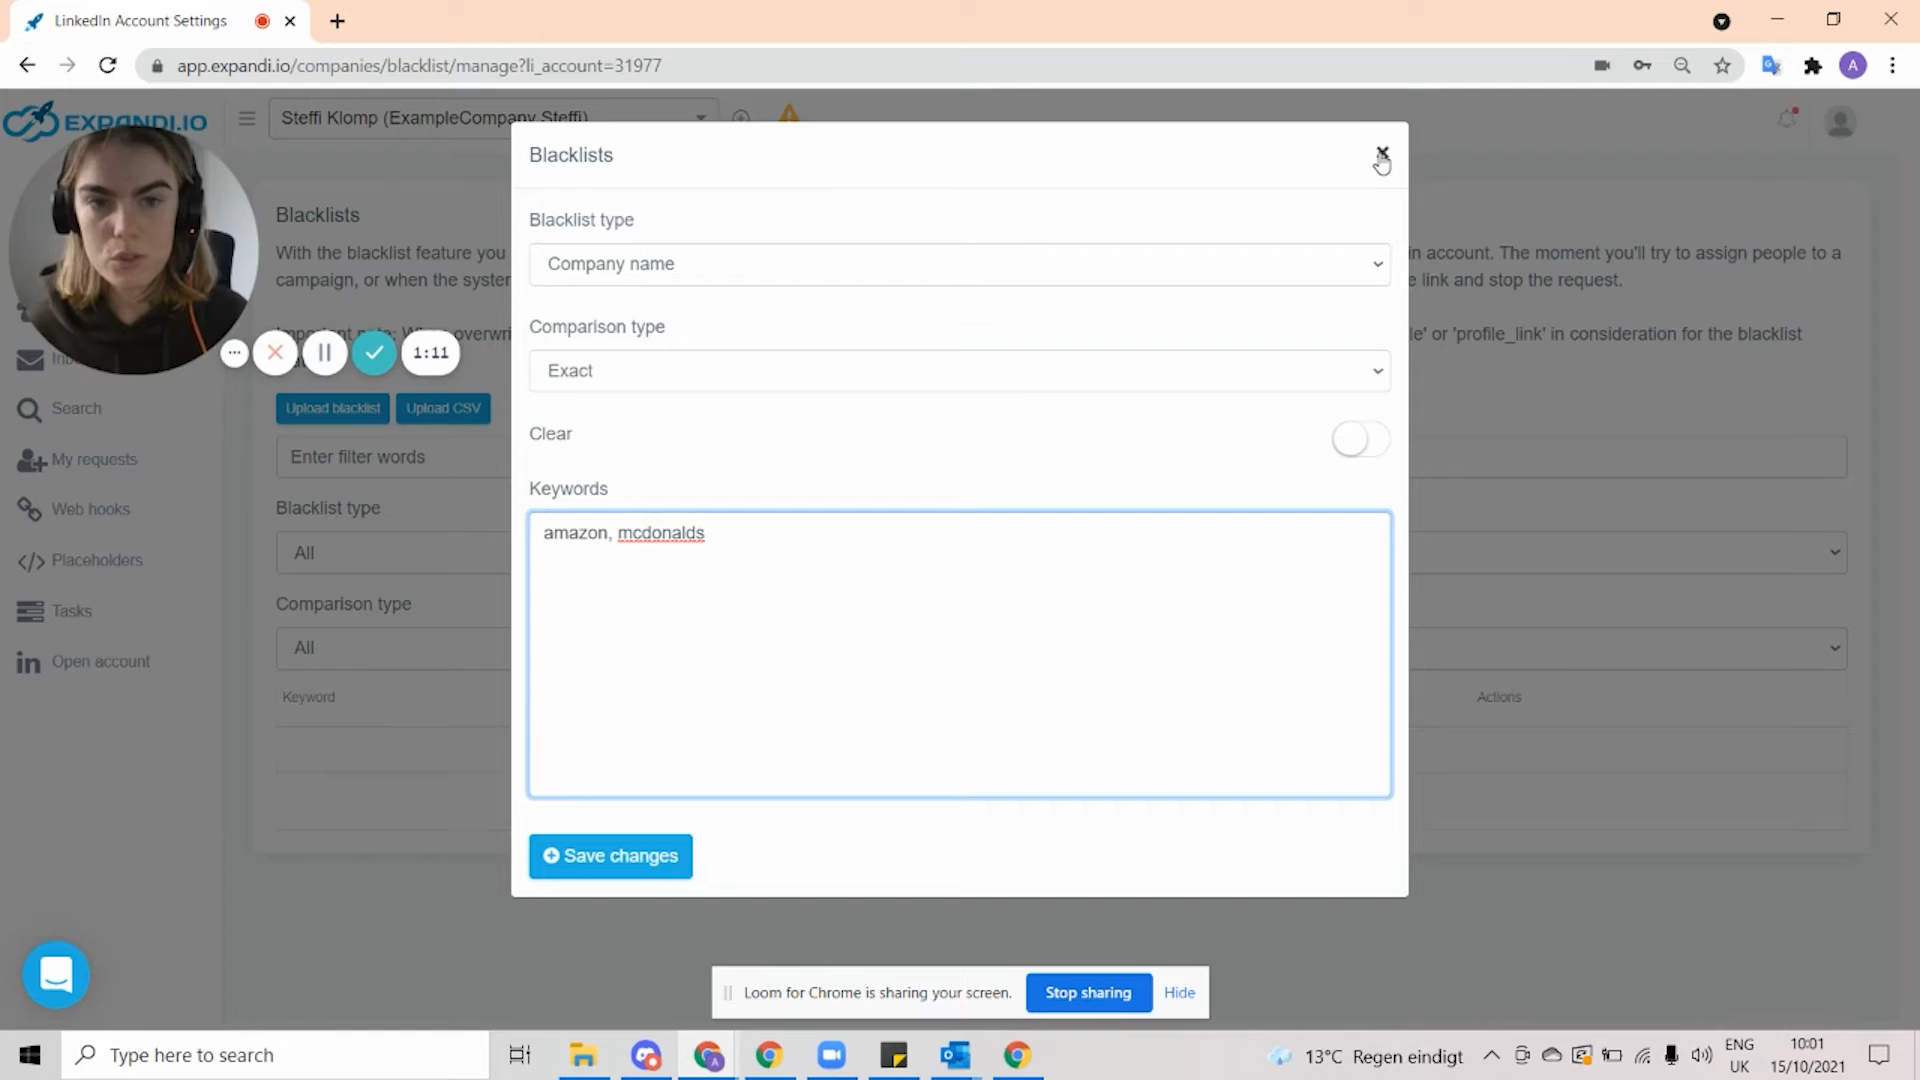 LinkedIn Account Settings
app.expandi.io/companies/blacklist/manage?li_account=31977
A
EXPANDI.IO
Steffi Klomp (ExampleCompany Steffi)
Blacklists
Blacklist type
Company name
Comparison type
Exact
Clear
Keywords
amazon, mcdonalds
Save changes
Blacklists
With the blacklist feature you
in account. The moment you'll try to assign people to a
campaign, or when the syste
e link and stop the request.
Important note: When overwri
le' or 'profile_link' in consideration for the blacklist
1:11
Upload blacklist
Upload CSV
Enter filter words
Blacklist type
All
Comparison type
All
Keyword
Actions
Search
My requests
Web hooks
Placeholders
Tasks
Open account
Loom for Chrome is sharing your screen.
Stop sharing
Hide
Type here to search
A
13°C Regen eindigt
ENG
UK
10:01
15/10/2021